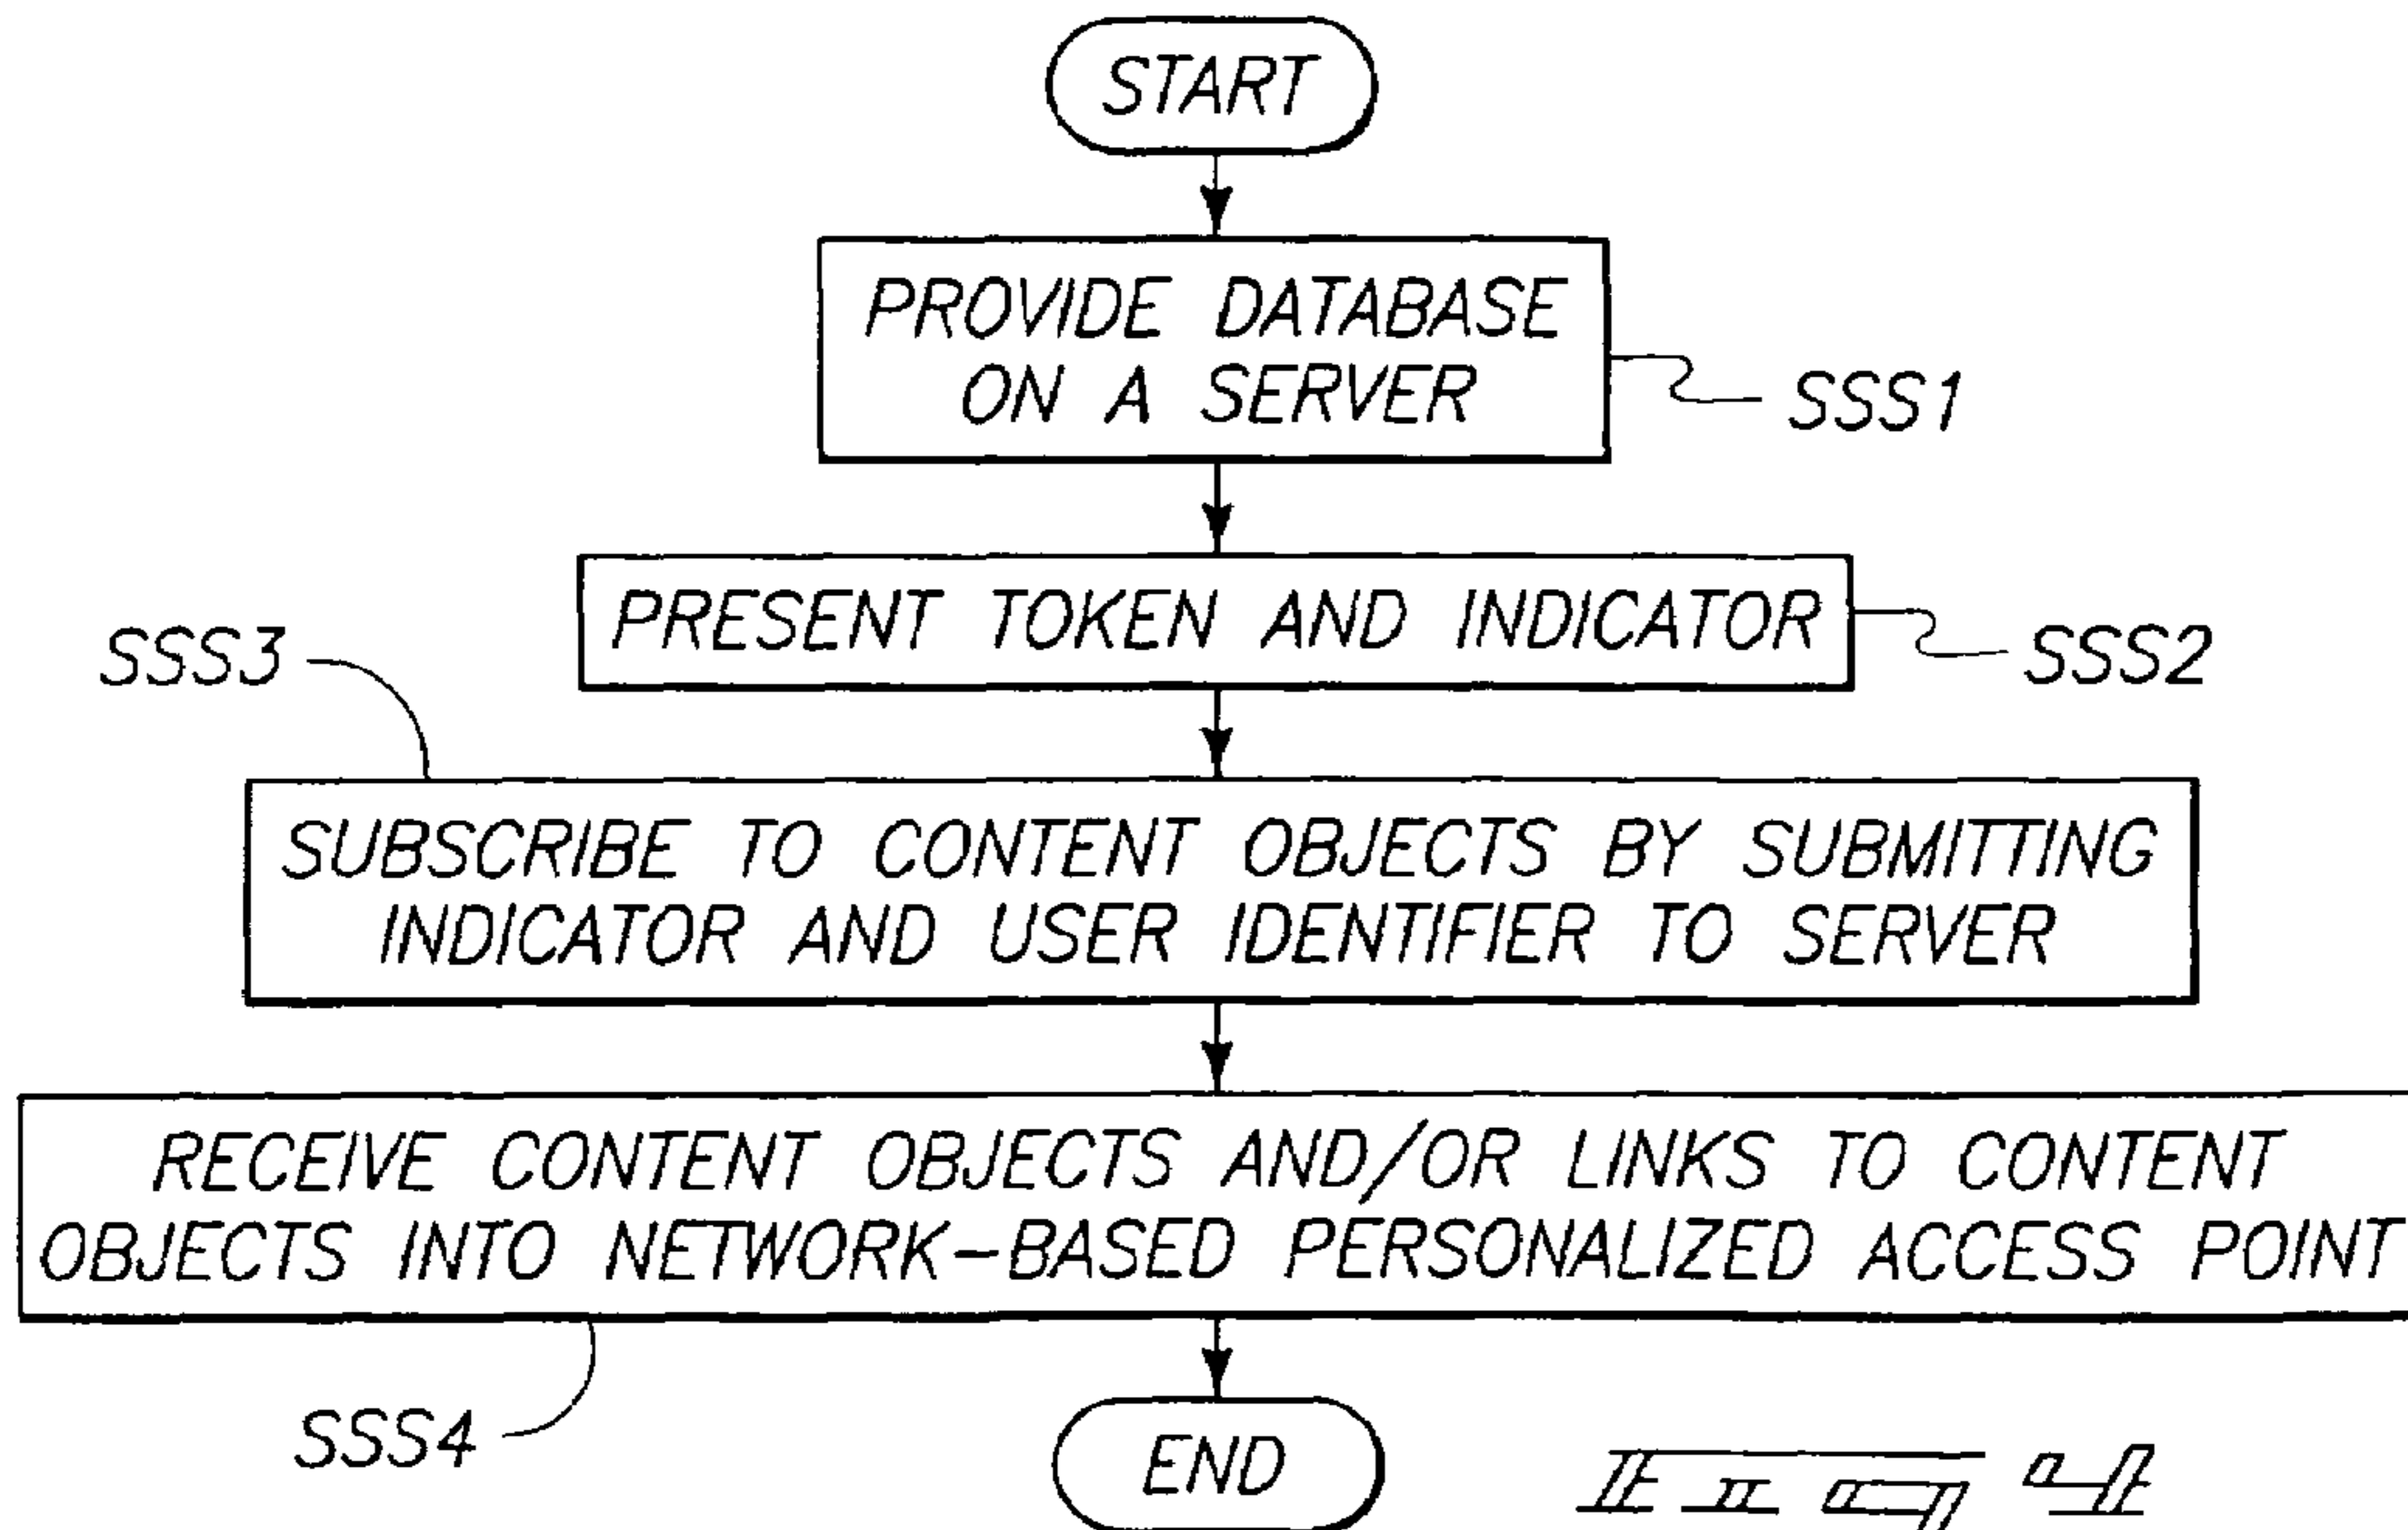 START
PROVIDE DATABASE
ON A SERVER
SSS1
PRESENT TOKEN AND INDICATOR
SSS2
SSS3
SUBSCRIBE TO CONTENT OBJECTS BY SUBMITTING
INDICATOR AND USER IDENTIFIER TO SERVER
RECEIVE CONTENT OBJECTS AND/OR LINKS TO CONTENT
OBJECTS INTO NETWORK-BASED PERSONALIZED ACCESS POINT
SSS4
END
Fig 4